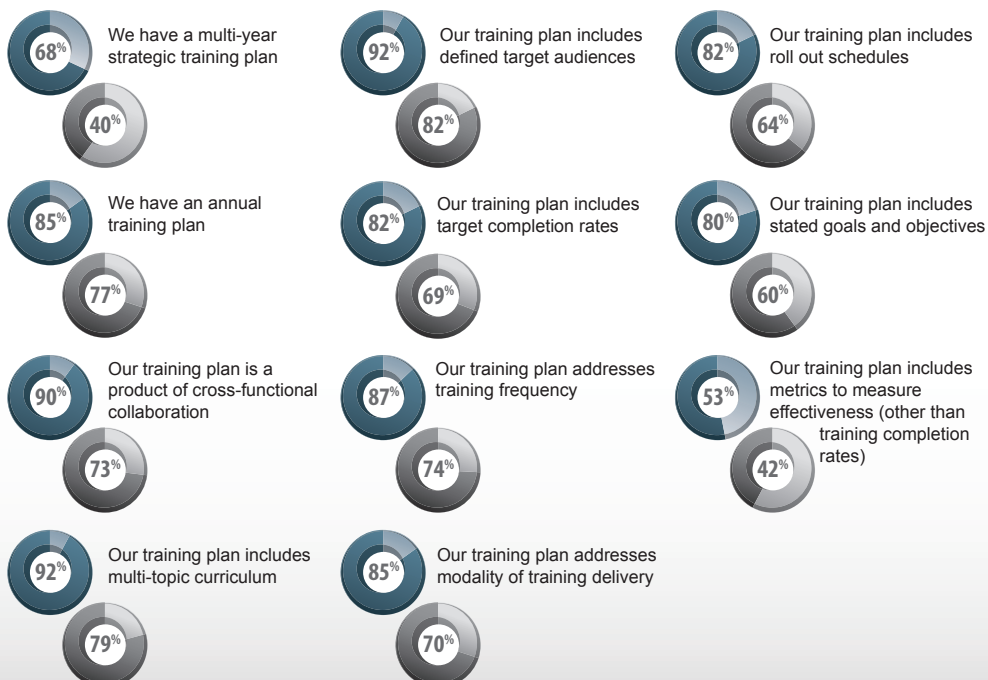 68%
We have a multi-year
strategic training plan
40%
85%
We have an annual
training plan
77%
90%
Our training plan is a
product of cross-functional
collaboration
73%
92%
Our training plan includes
multi-topic curriculum
79%
92%
Our training plan includes
defined target audiences
82%
82%
Our training plan includes
target completion rates
69%
87%
Our training plan addresses
training frequency
74%
85%
Our training plan addresses
modality of training delivery
70%
82%
Our training plan includes
roll out schedules
64%
80%
Our training plan includes
stated goals and objectives
60%
53%
Our training plan includes
metrics to measure
effectiveness (other than
training completion
rates)
42%